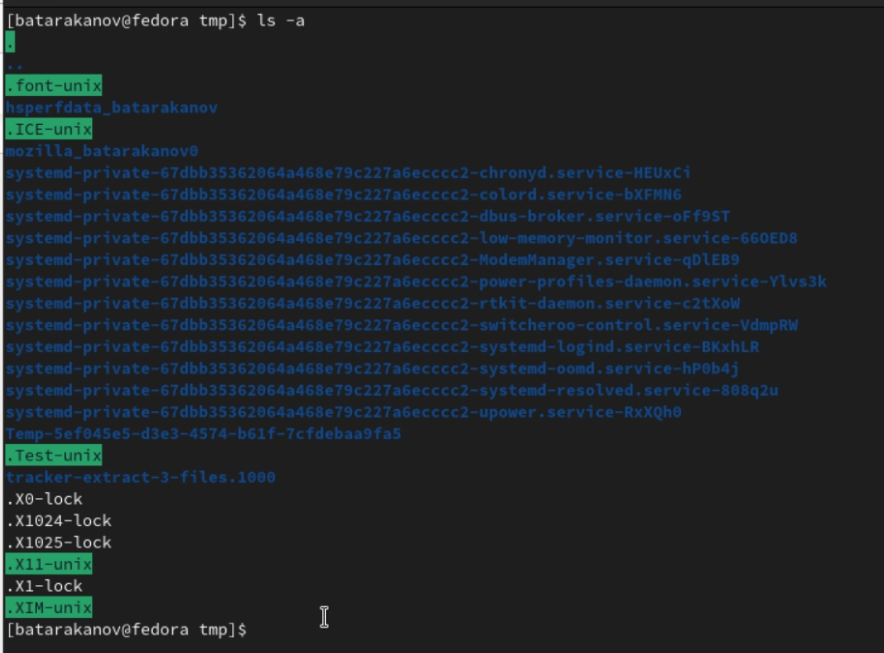 [batarakanov@fedora tmp]$ ls -a
.
..
.font-unix
hsperfdata_batarakanov
.ICE-unix
mozilla_batarakanov0
systemd-private-67dbb35362064a468e79c227a6ecccc2-chronyd.service-HEUxCi
systemd-private-67dbb35362064a468e79c227a6ecccc2-colord.service-bXFMN6
systemd-private-67dbb35362064a468e79c227a6ecccc2-dbus-broker.service-oFf9ST
systemd-private-67dbb35362064a468e79c227a6ecccc2-low-memory-monitor.service-66OED8
systemd-private-67dbb35362064a468e79c227a6ecccc2-ModemManager.service-qDlEB9
systemd-private-67dbb35362064a468e79c227a6ecccc2-power-profiles-daemon.service-Ylvs3k
systemd-private-67dbb35362064a468e79c227a6ecccc2-rtkit-daemon.service-c2tXoW
systemd-private-67dbb35362064a468e79c227a6ecccc2-switcheroo-control.service-VdmpRW
systemd-private-67dbb35362064a468e79c227a6ecccc2-systemd-logind.service-BKxhLR
systemd-private-67dbb35362064a468e79c227a6ecccc2-systemd-oomd.service-hP0b4j
systemd-private-67dbb35362064a468e79c227a6ecccc2-systemd-resolved.service-808q2u
systemd-private-67dbb35362064a468e79c227a6ecccc2-upower.service-RxXQh0
Temp-5ef045e5-d3e3-4574-b61f-7cfdebaa9fa5
.Test-unix
tracker-extract-3-files.1000
.X0-lock
.X1024-lock
.X1025-lock
.X11-unix
.X1-lock
.XIM-unix
[batarakanov@fedora tmp]$